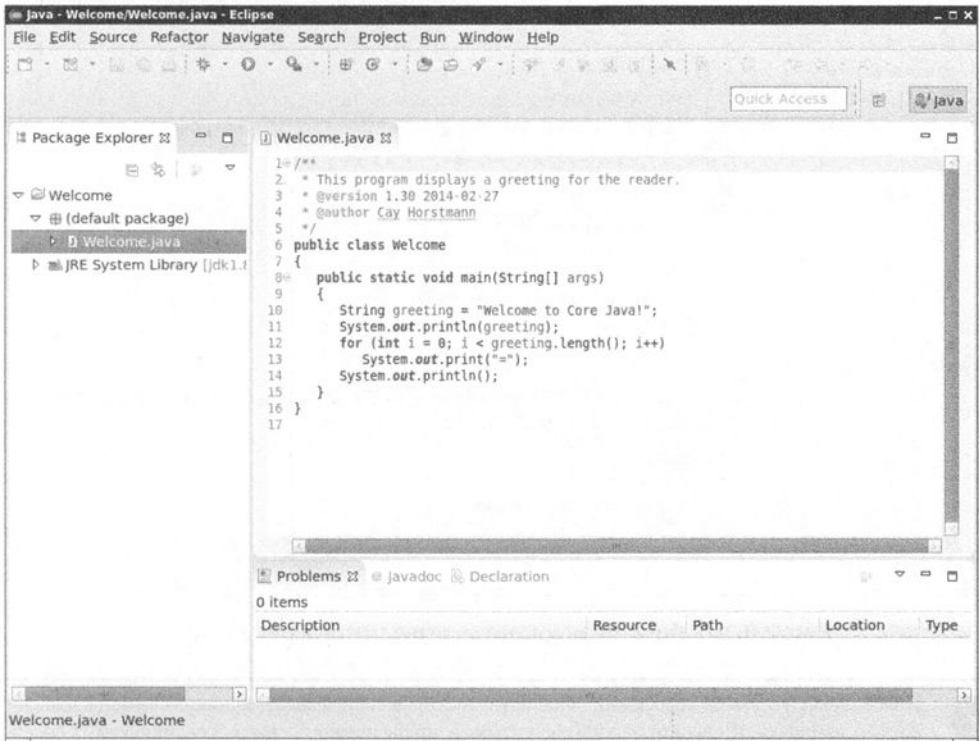 Java - Welcome/Welcome.java - Eclipse
File Edit Source Refactor Navigate Search Project Run Window Help
Quick Access
Java
Package Explorer
Welcome
(default package)
Welcome.java
JRE System Library
Welcome.java
1 /**
2 * This program displays a greeting for the reader.
3 * @version 1.30 2014-02-27
4 * @author Cay Horstmann
5 */
6 public class Welcome
7 {
8 public static void main(String[] args)
9 {
10 String greeting = "Welcome to Core Java!";
11 System.out.println(greeting);
12 for (int i = 0; i < greeting.length(); i++)
13 System.out.print("=");
14 System.out.println();
15 }
16 }
17
Problems Javadoc Declaration
0 items
Description Resource Path Location Type
Welcome.java - Welcome